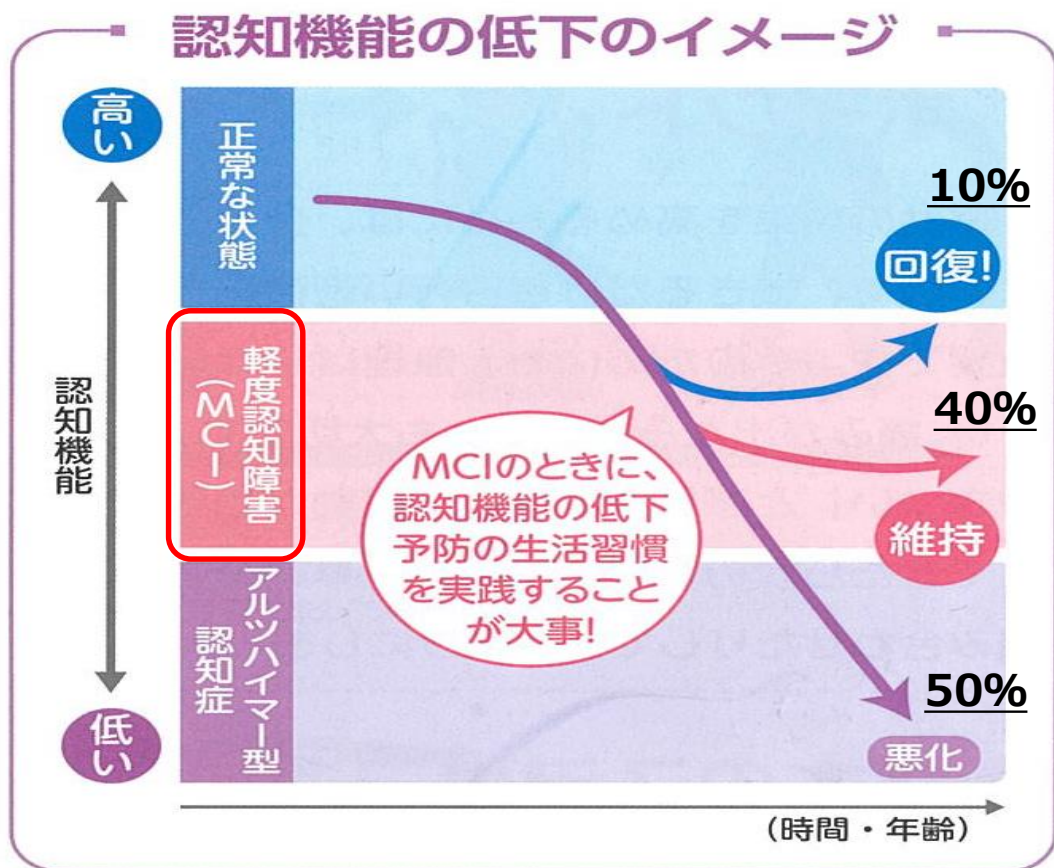 認知機能の低下のイメージ
高い
認知機能
低い
正常な状態
軽度認知障害
(MCI)
アルツハイマー型
認知症
10%
回復!
40%
維持
MCIのときに、
認知機能の低下
予防の生活習慣
を実践すること
が大事!
50%
悪化
(時間・年齢)